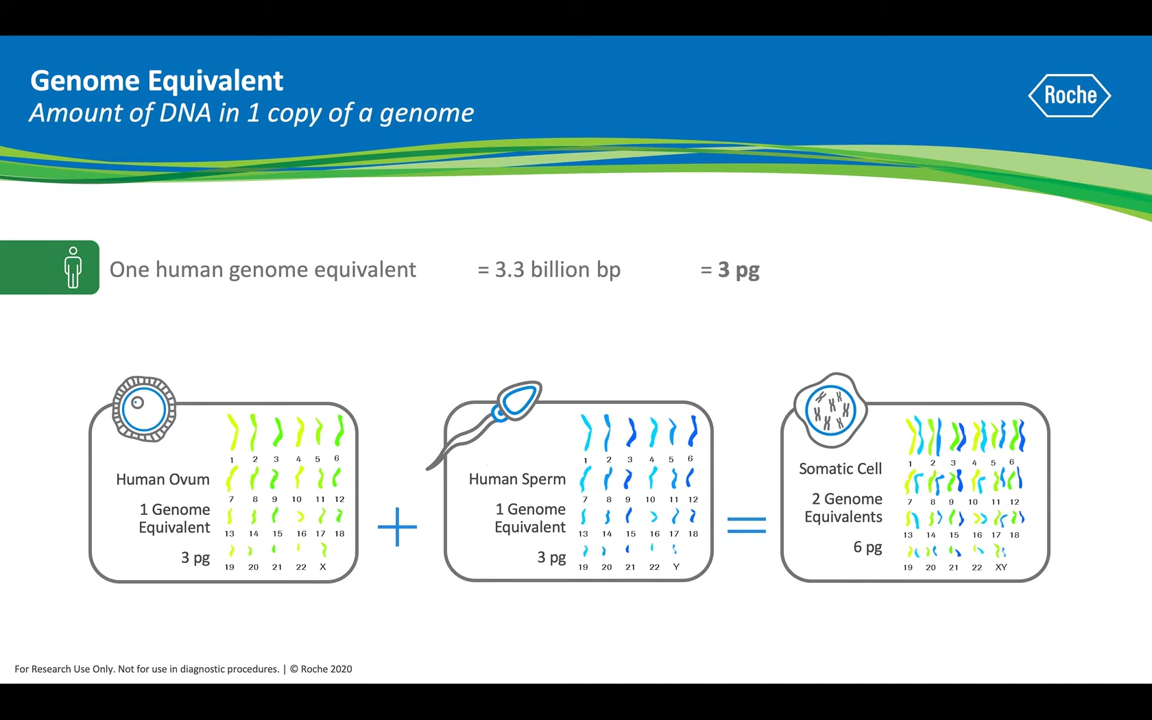 Genome Equivalent
Amount of DNA in 1 copy of a genome
Roche
One human genome equivalent = 3.3 billion bp = 3 pg
Human Ovum
1 Genome
Equivalent
3 pg
1 2 3 4 5 6
7 8 9 10 11 12
13 14 15 16 17 18
19 20 21 22 X
+
Human Sperm
1 Genome
Equivalent
3 pg
1 2 3 4 5 6
7 8 9 10 11 12
13 14 15 16 17 18
19 20 21 22 Y
=
Somatic Cell
2 Genome
Equivalents
6 pg
1 2 3 4 5 6
7 8 9 10 11 12
13 14 15 16 17 18
19 20 21 22 XY
For Research Use Only. Not for use in diagnostic procedures. | © Roche 2020